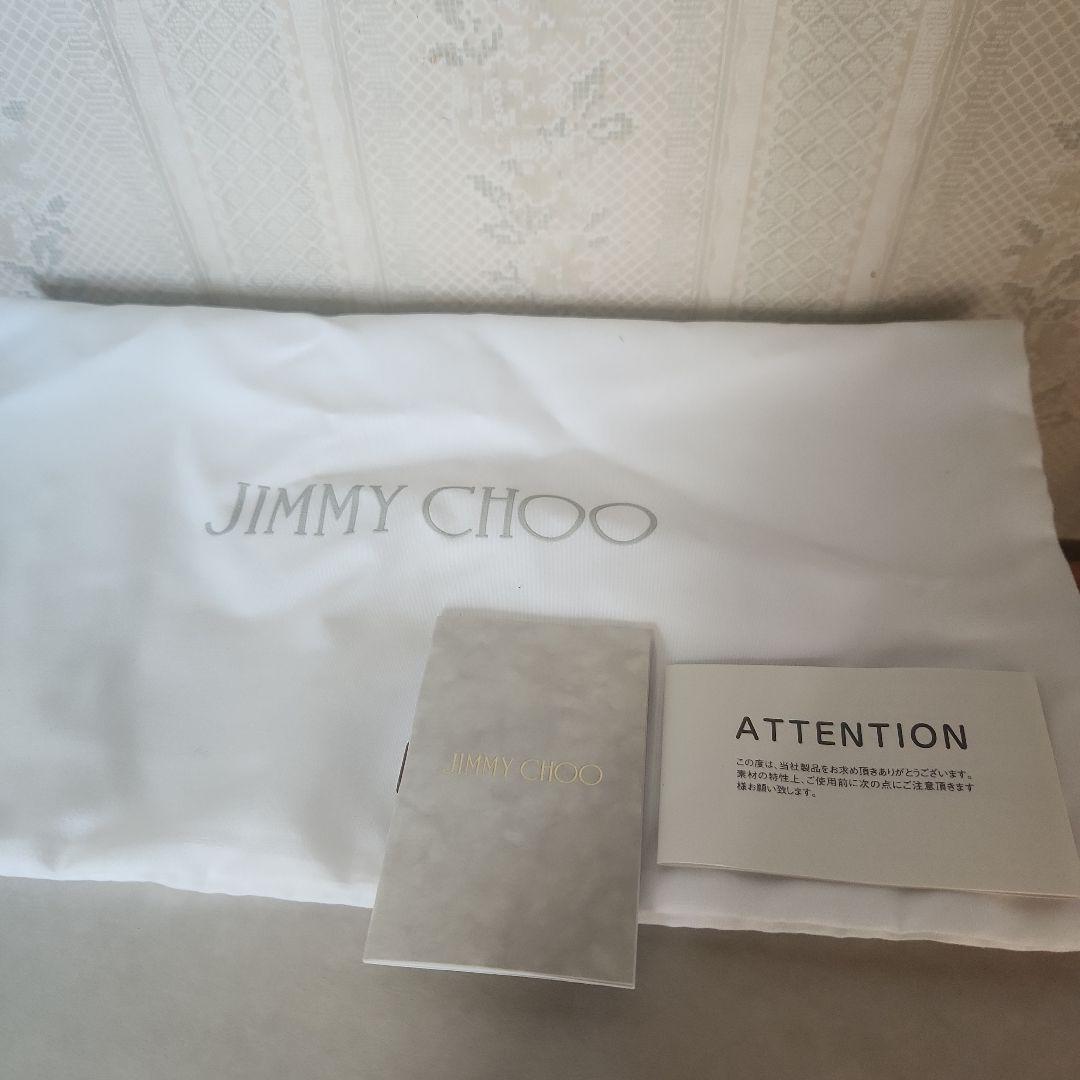 JIMMY CHOO
JIMMY CHOO
ATTENTION
この度は、当社製品をお求め頂きありがとうございます。
素材の特性上、ご使用前に次の点にご注意頂きます
様お願い致します。